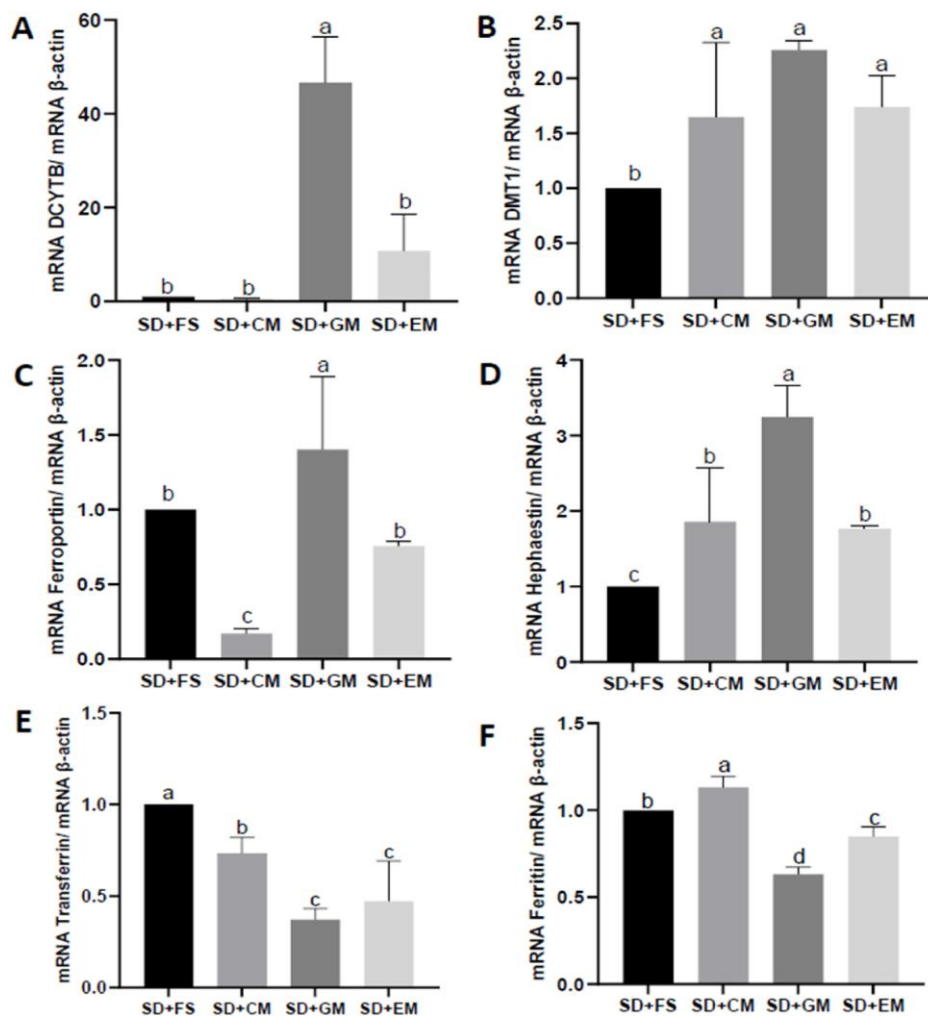 A
mRNA DCYTB/ mRNA β-actin
60
40
20
0
b
b
a
b
SD+FS SD+CM SD+GM SD+EM
B
mRNA DMT1/ mRNA β-actin
2.5
2.0
1.5
1.0
0.5
0.0
b
a
a
a
SD+FS SD+CM SD+GM SD+EM
C
mRNA Ferroportin/ mRNA β-actin
2.0
1.5
1.0
0.5
0.0
b
c
a
b
SD+FS SD+CM SD+GM SD+EM
D
mRNA Hephaestin/ mRNA β-actin
4
3
2
1
0
c
b
a
b
SD+FS SD+CM SD+GM SD+EM
E
mRNA Transferrin/ mRNA β-actin
1.5
1.0
0.5
0.0
a
b
c
c
SD+FS SD+CM SD+GM SD+EM
F
mRNA Ferritin/ mRNA β-actin
1.5
1.0
0.5
0.0
b
a
d
c
SD+FS SD+CM SD+GM SD+EM